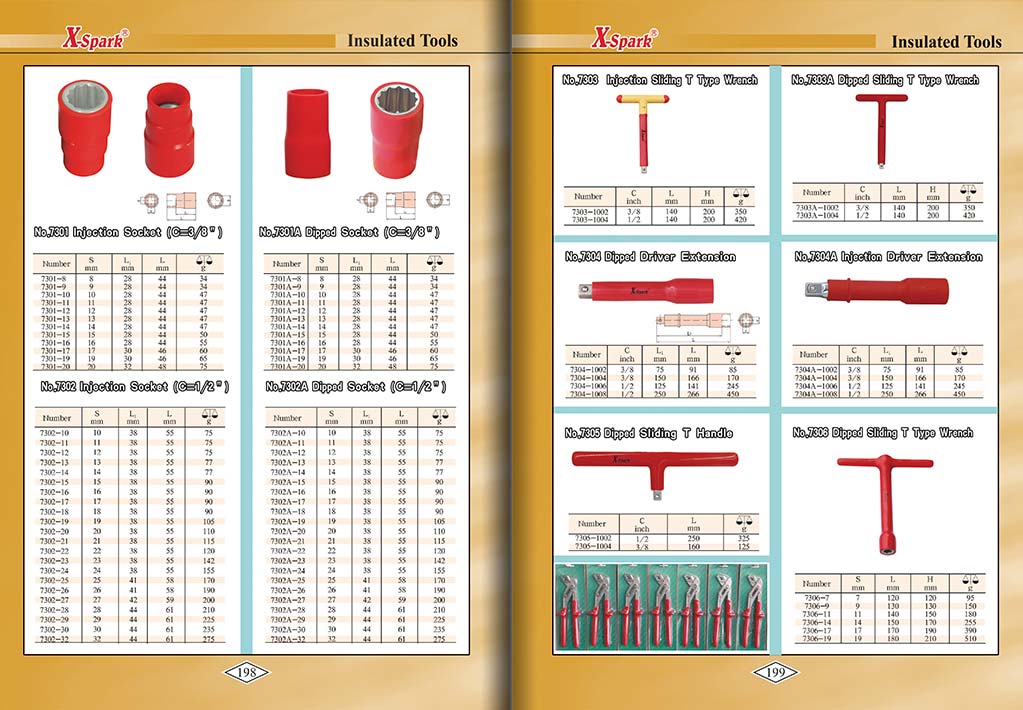 X-Spark®
Insulated Tools
No,7301 Injection Socket (C=3/8")
Number S mm L₁ mm L mm g
7301-8 8 28 44 34
7301-9 9 28 44 34
7301-10 10 28 44 47
7301-11 11 28 44 47
7301-12 12 28 44 47
7301-13 13 28 44 47
7301-14 14 28 44 47
7301-15 15 28 44 50
7301-16 16 28 44 55
7301-17 17 30 46 60
7301-19 19 30 46 65
7301-20 20 32 48 75
No,7302 Injection Socket (C=1/2")
Number S mm L₁ mm L mm g
7302-10 10 38 55 75
7302-11 11 38 55 75
7302-12 12 38 55 75
7302-13 13 38 55 77
7302-14 14 38 55 77
7302-15 15 38 55 90
7302-16 16 38 55 90
7302-17 17 38 55 90
7302-18 18 38 55 90
7302-19 19 38 55 105
7302-20 20 38 55 110
7302-21 21 38 55 115
7302-22 22 38 55 120
7302-23 23 38 55 142
7302-24 24 38 55 155
7302-25 25 41 58 170
7302-26 26 41 58 190
7302-27 27 42 59 200
7302-28 28 44 61 210
7302-29 29 44 61 225
7302-30 30 44 61 235
7302-32 32 44 61 275
No,7301A Dipped Socket (C=3/8")
Number S mm L₁ mm L mm g
7301A-8 8 28 44 34
7301A-9 9 28 44 34
7301A-10 10 28 44 47
7301A-11 11 28 44 47
7301A-12 12 28 44 47
7301A-13 13 28 44 47
7301A-14 14 28 44 47
7301A-15 15 28 44 50
7301A-16 16 28 44 55
7301A-17 17 30 46 60
7301A-19 19 30 46 65
7301A-20 20 32 48 75
No,7302A Dipped Socket (C=1/2")
Number S mm L₁ mm L mm g
7302A-10 10 38 55 75
7302A-11 11 38 55 75
7302A-12 12 38 55 75
7302A-13 13 38 55 77
7302A-14 14 38 55 77
7302A-15 15 38 55 90
7302A-16 16 38 55 90
7302A-17 17 38 55 90
7302A-18 18 38 55 90
7302A-19 19 38 55 105
7302A-20 20 38 55 110
7302A-21 21 38 55 115
7302A-22 22 38 55 120
7302A-23 23 38 55 142
7302A-24 24 38 55 155
7302A-25 25 41 58 170
7302A-26 26 41 58 190
7302A-27 27 42 59 200
7302A-28 28 44 61 210
7302A-29 29 44 61 225
7302A-30 30 44 61 235
7302A-32 32 44 61 275
198
X-Spark®
Insulated Tools
No,7303 Injection Sliding T Type Wrench
Number C inch L mm H mm g
7303-1002 3/8 140 200 350
7303-1004 1/2 140 200 420
No,7303A Dipped Sliding T Type Wrench
Number C inch L mm H mm g
7303A-1002 3/8 140 200 350
7303A-1004 1/2 140 200 420
No,7304 Dipped Driver Extension
X-Spark
Number C inch L₁ mm L mm g
7304-1002 3/8 75 91 85
7304-1004 3/8 150 166 170
7304-1006 1/2 125 141 245
7304-1008 1/2 250 266 450
No,7304A Injection Driver Extension
Number C inch L₁ mm L mm g
7304A-1002 3/8 75 91 85
7304A-1004 3/8 150 166 170
7304A-1006 1/2 125 141 245
7304A-1008 1/2 250 266 450
No,7305 Dipped Sliding T Handle
X-Spark
Number C inch L mm g
7305-1002 1/2 250 325
7305-1004 3/8 160 125
No,7306 Dipped Sliding T Type Wrench
Number S mm L mm H mm g
7306-7 7 120 120 95
7306-9 9 130 130 150
7306-11 11 140 150 180
7306-14 14 150 170 255
7306-17 17 170 190 390
7306-19 19 180 210 510
199